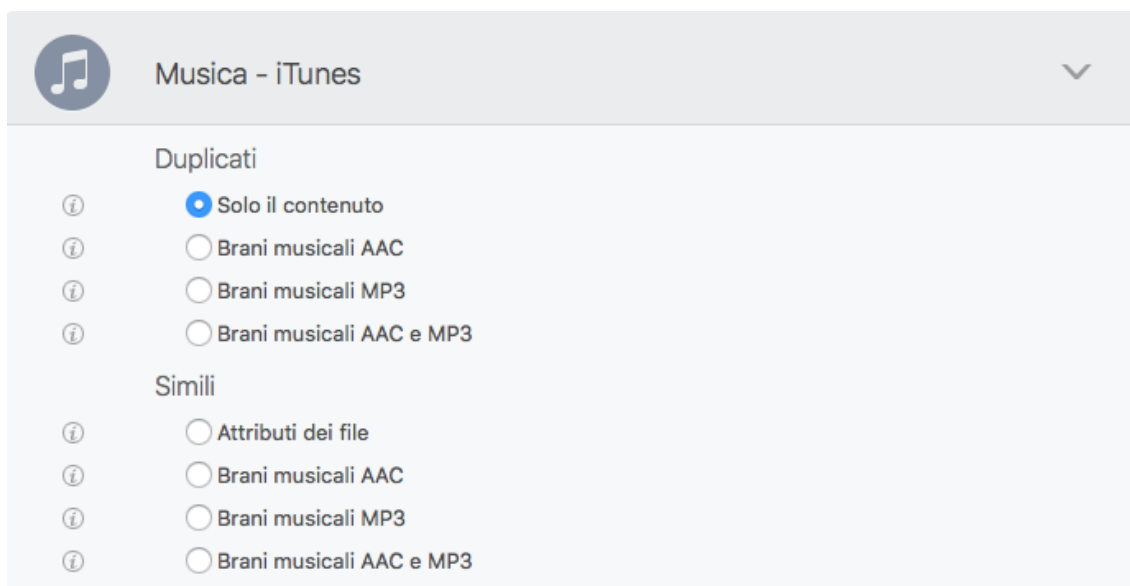 Musica - iTunes
Duplicati
Solo il contenuto
Brani musicali AAC
Brani musicali MP3
Brani musicali AAC e MP3
Simili
Attributi dei file
Brani musicali AAC
Brani musicali MP3
Brani musicali AAC e MP3